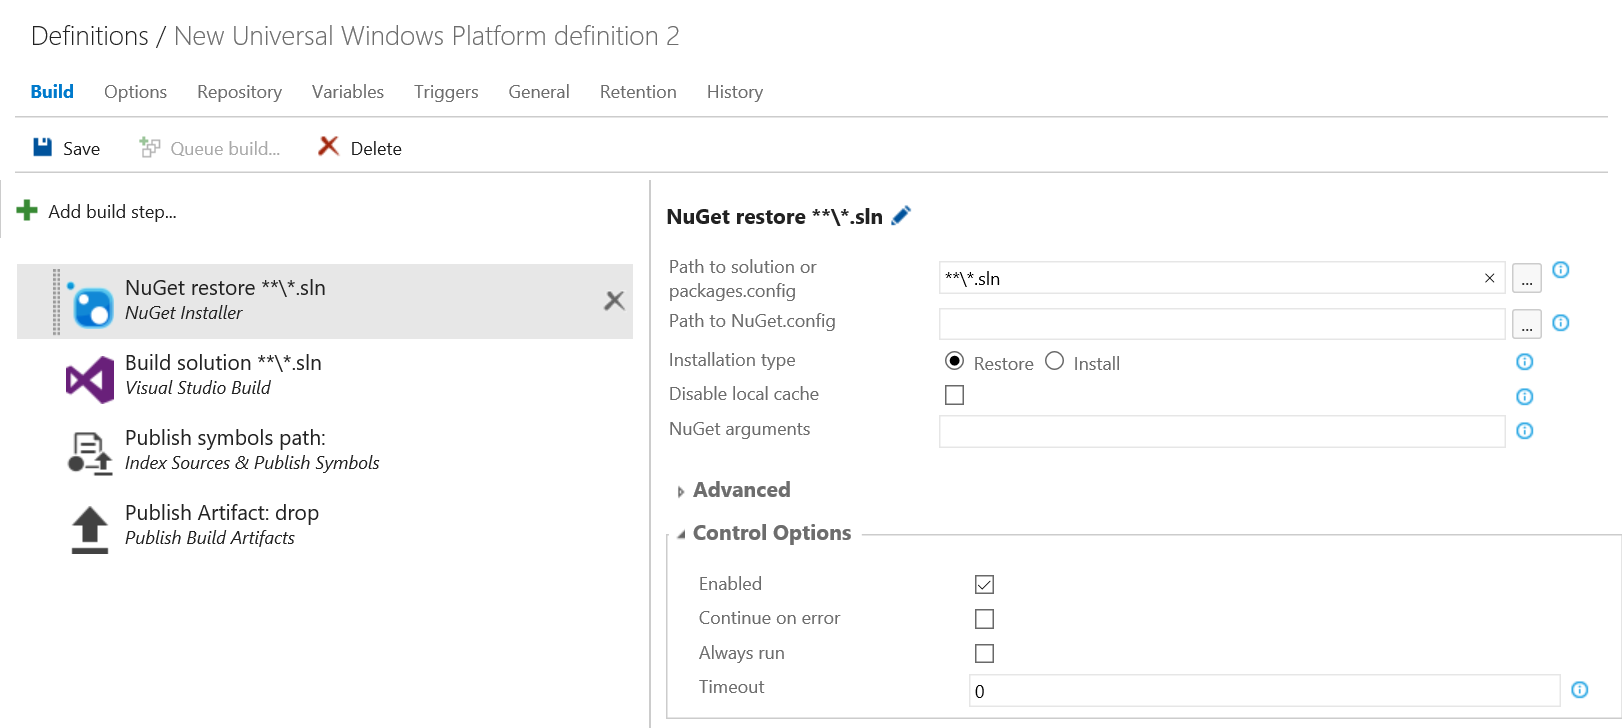 Definitions / New Universal Windows Platform definition 2
Build Options Repository Variables Triggers General Retention History
Save Queue build... Delete
Add build step...
NuGet restore **\*.sln
NuGet Installer
Build solution **\*.sln
Visual Studio Build
Publish symbols path:
Index Sources & Publish Symbols
Publish Artifact: drop
Publish Build Artifacts
NuGet restore **\*.sln
Path to solution or
packages.config
**\*.sln
...
Path to NuGet.config
...
Installation type Restore Install
Disable local cache
NuGet arguments
Advanced
Control Options
Enabled
Continue on error
Always run
Timeout 0